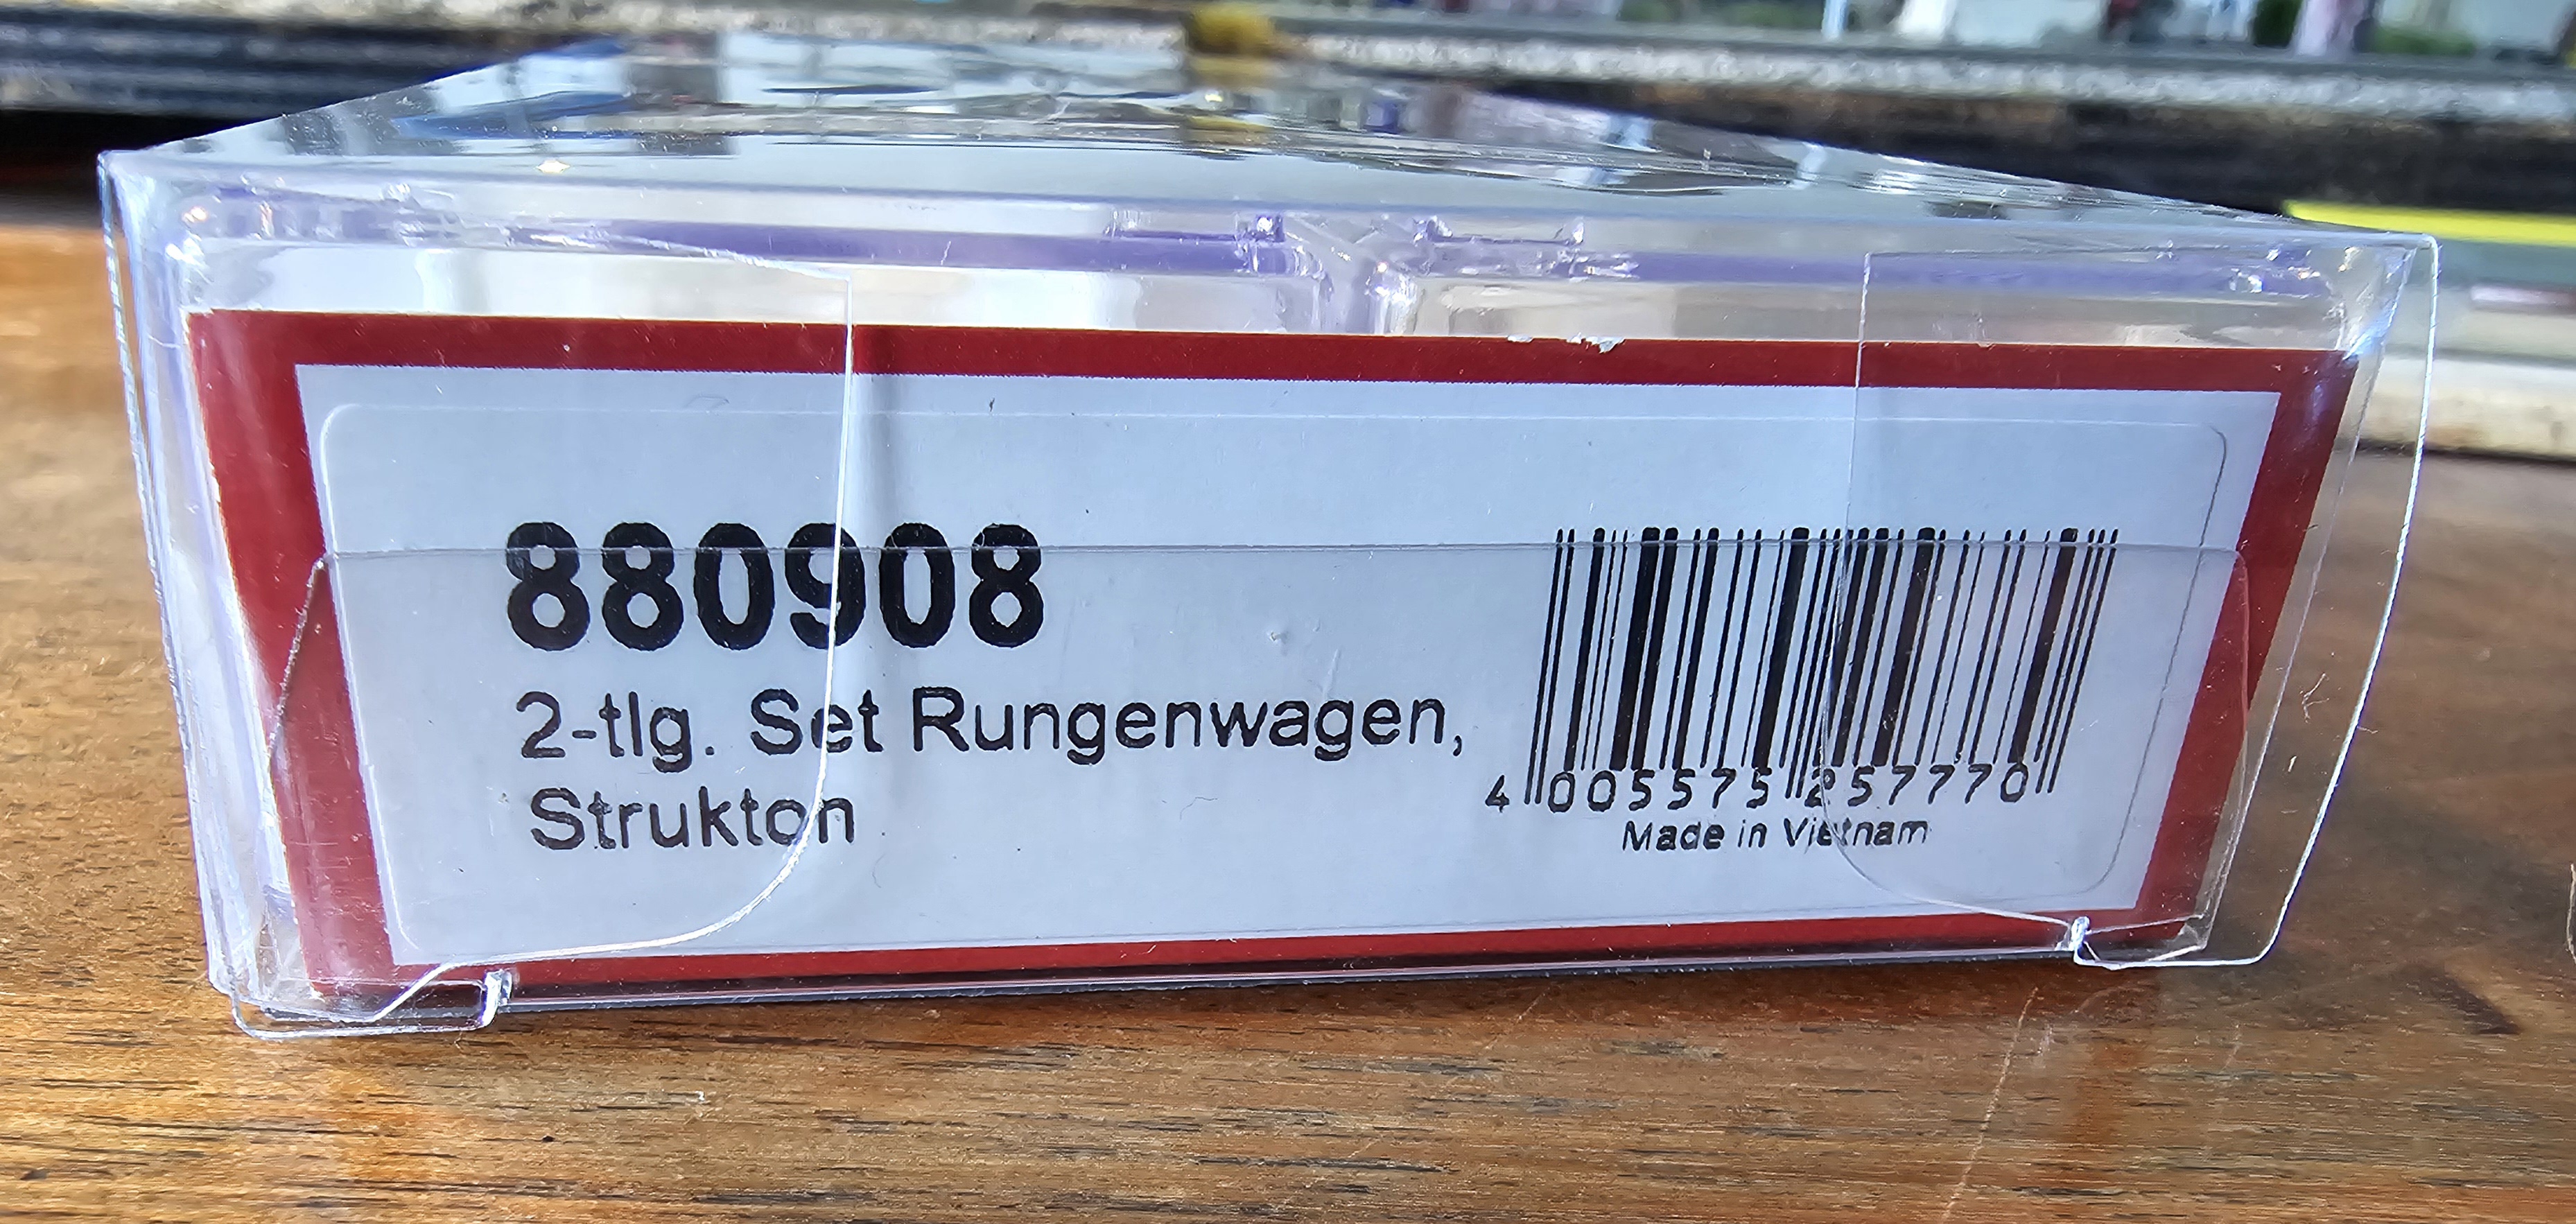 880908
2-tlg. Set Rungenwagen,
Strukton
4 005575 257770
Made in Vietnam